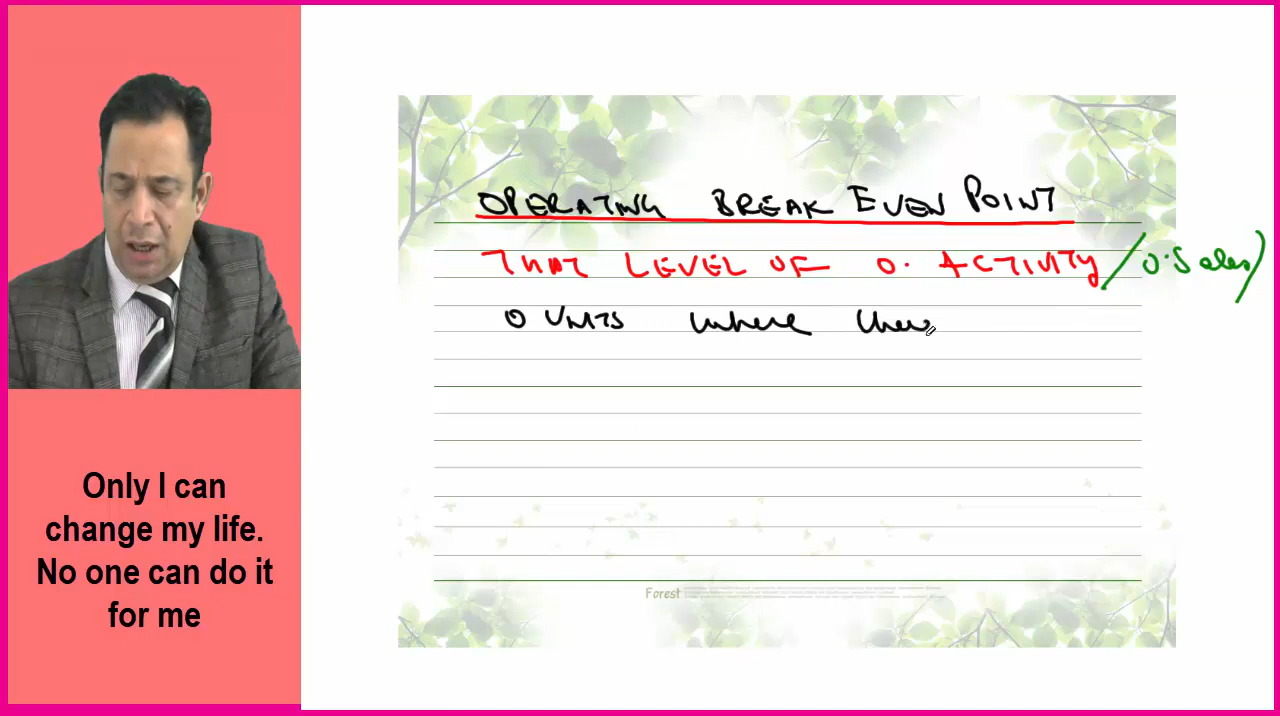 OPERATING BREAK EVEN POINT
THAT LEVEL OF O. ACTIVITY / O.Sales)
O UNITS where ther
Forest
Only I can
change my life.
No one can do it
for me